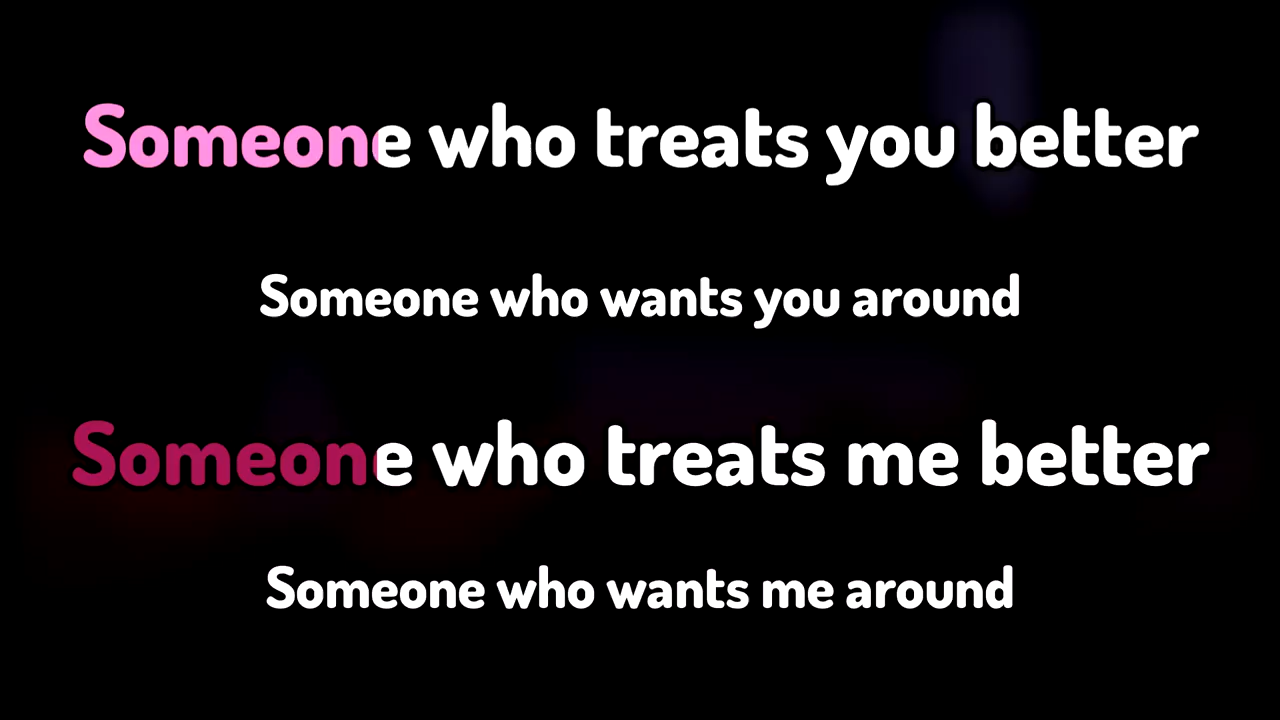 Someone who treats you better
Someone who wants you around
Someone who treats me better
Someone who wants me around